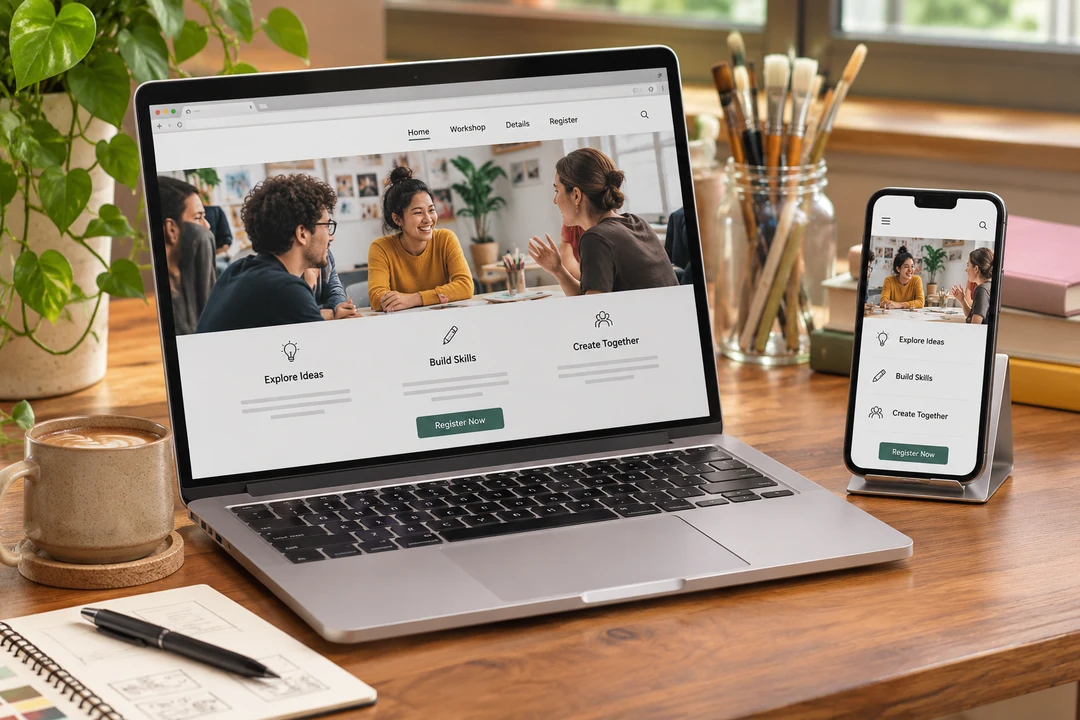 Home
Workshop
Details
Register
Explore Ideas
Build Skills
Create Together
Register Now
Explore Ideas
Build Skills
Create Together
Register Now